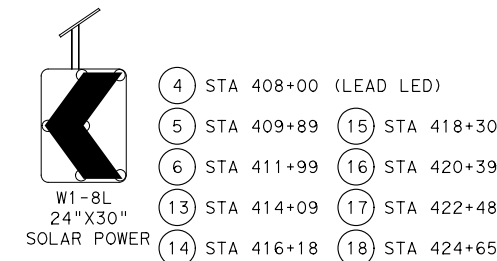 4 STA 408+00 (LEAD LED)
5 STA 409+89 15 STA 418+30
6 STA 411+99 16 STA 420+39
W1-8L
24"X30"
SOLAR POWER
13 STA 414+09 17 STA 422+48
14 STA 416+18 18 STA 424+65